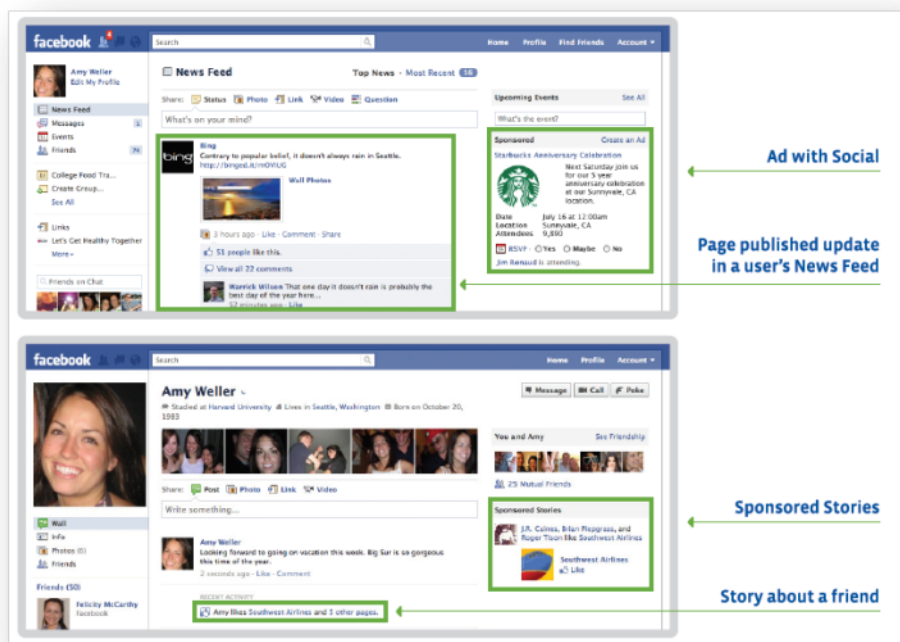 facebook
4
Search
Home Profile Find Friends Account
Amy Weller
Edit My Profile
News Feed
Messages 1
Events
Friends
College Food Tra...
Create Group...
See All
Links
Let's Get Healthy Together
More
Friends on Chat
News Feed
Top News · Most Recent
Share: Status Photo Link Video Question
What's on your mind?
bing
Bing
Contrary to popular belief, it doesn't always rain in Seattle.
Wall Photos
3 hours ago · Like · Comment · Share
51 people like this.
View all 22 comments
Warrick Wilson That one day it doesn't rain is probably the
best day of the year here...
52 minutes ago · Like
Upcoming Events See All
What's the event?
Sponsored Create an Ad
Starbucks Anniversary Celebration
Next Saturday join us
for our 5 year
anniversary celebration
at our Sunnyvale, CA
location.
Date July 16 at 12:00am
Location Sunnyvale, CA
Attendees 9,890
RSVP · Yes Maybe No
Jim Renaud is attending.
Ad with Social
Page published update
in a user's News Feed
facebook
Search
Home Profile Account
Amy Weller
Studied at Harvard University Lives in Seattle, Washington Born on October 20,
1983
Message Call Poke
Share: Post Photo Link Video
Write something...
Amy Weller
Looking forward to going on vacation this week. Big Sur is so gorgeous
this time of the year.
2 seconds ago · Like · Comment
RECENT ACTIVITY
Amy likes Southwest Airlines and 3 other pages.
Wall
Info
Photos
Friends
Friends (50)
Felicity McCarthy
Facebook
You and Amy See Friendship
25 Mutual Friends
Sponsored Stories
J.R. Caines, Brian Piepgrass, and
Roger Tison like Southwest Airlines
Southwest Airlines
Like
Sponsored Stories
Story about a friend